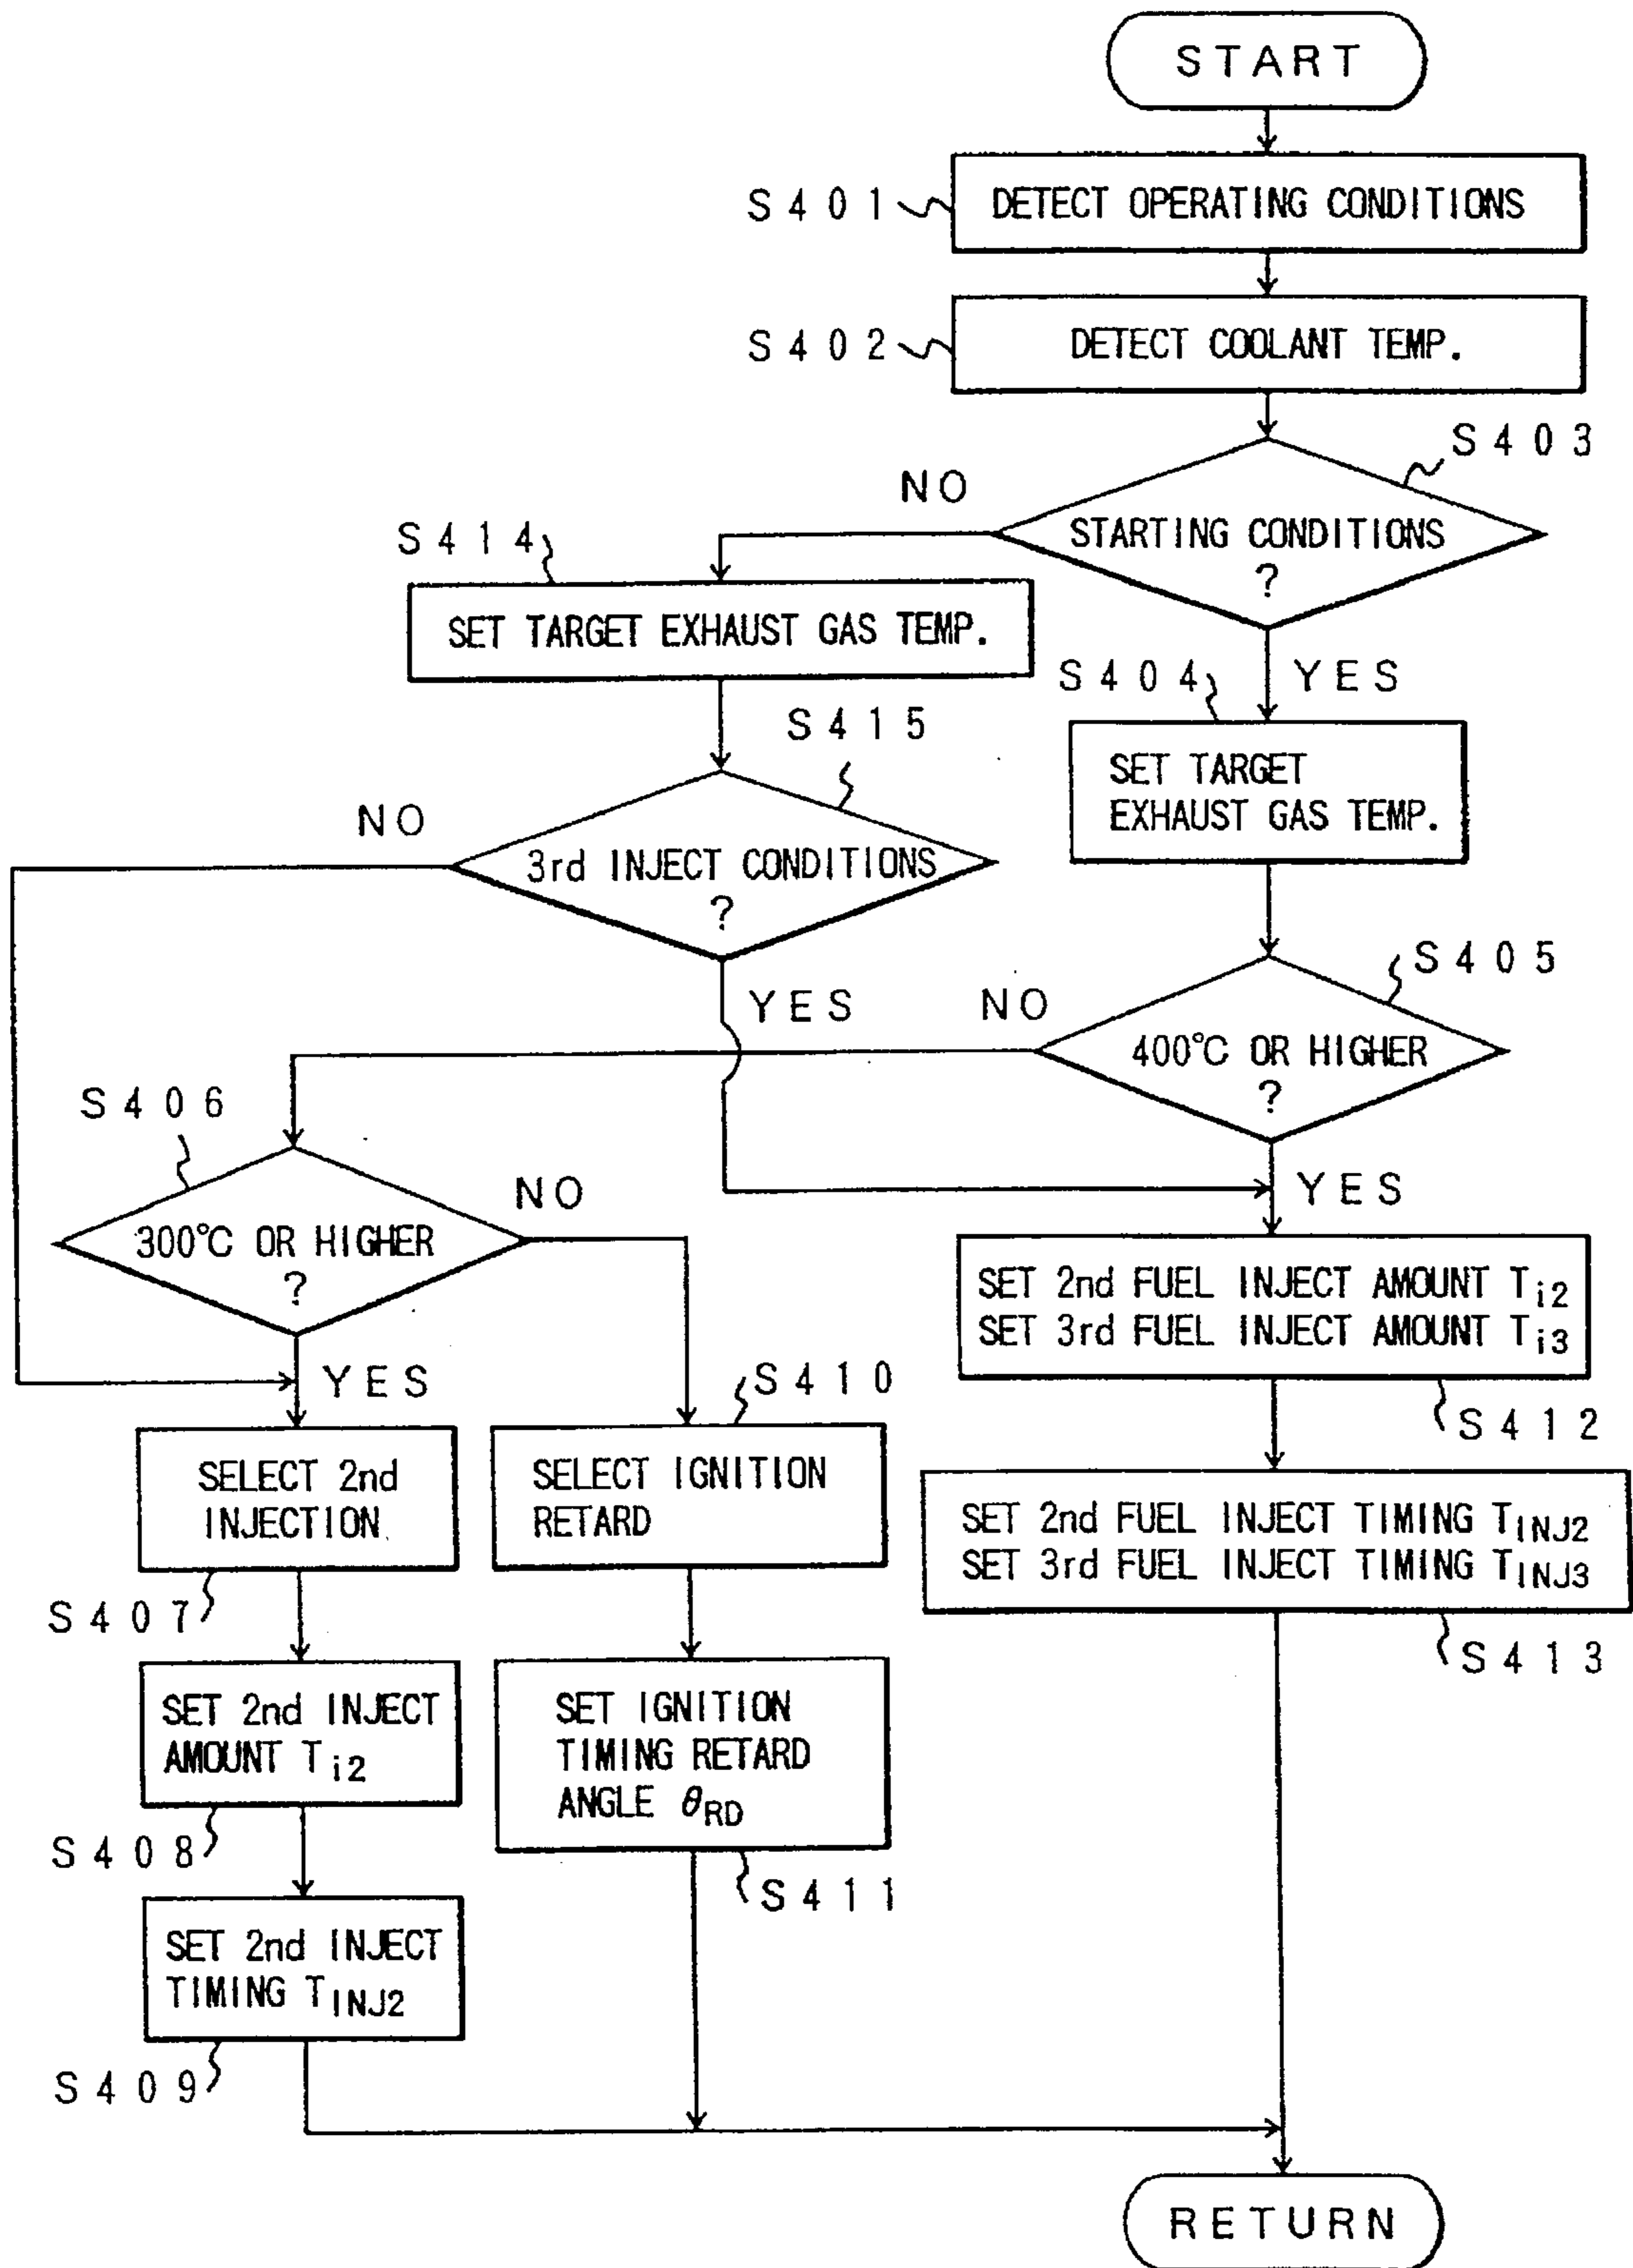 START
S401
DETECT OPERATING CONDITIONS
S402
DETECT COOLANT TEMP.
S403
NO
STARTING CONDITIONS
?
S414
SET TARGET EXHAUST GAS TEMP.
YES
S404
SET TARGET
EXHAUST GAS TEMP.
S415
NO
3rd INJECT CONDITIONS
?
YES
S405
NO
400°C OR HIGHER
?
YES
S406
NO
300°C OR HIGHER
?
YES
SET 2nd FUEL INJECT AMOUNT Ti2
SET 3rd FUEL INJECT AMOUNT Ti3
S412
S410
SELECT 2nd
INJECTION
S407
SELECT IGNITION
RETARD
SET 2nd FUEL INJECT TIMING TINJ2
SET 3rd FUEL INJECT TIMING TINJ3
S413
SET 2nd INJECT
AMOUNT Ti2
S408
SET IGNITION
TIMING RETARD
ANGLE θRD
S411
SET 2nd INJECT
TIMING TINJ2
S409
RETURN